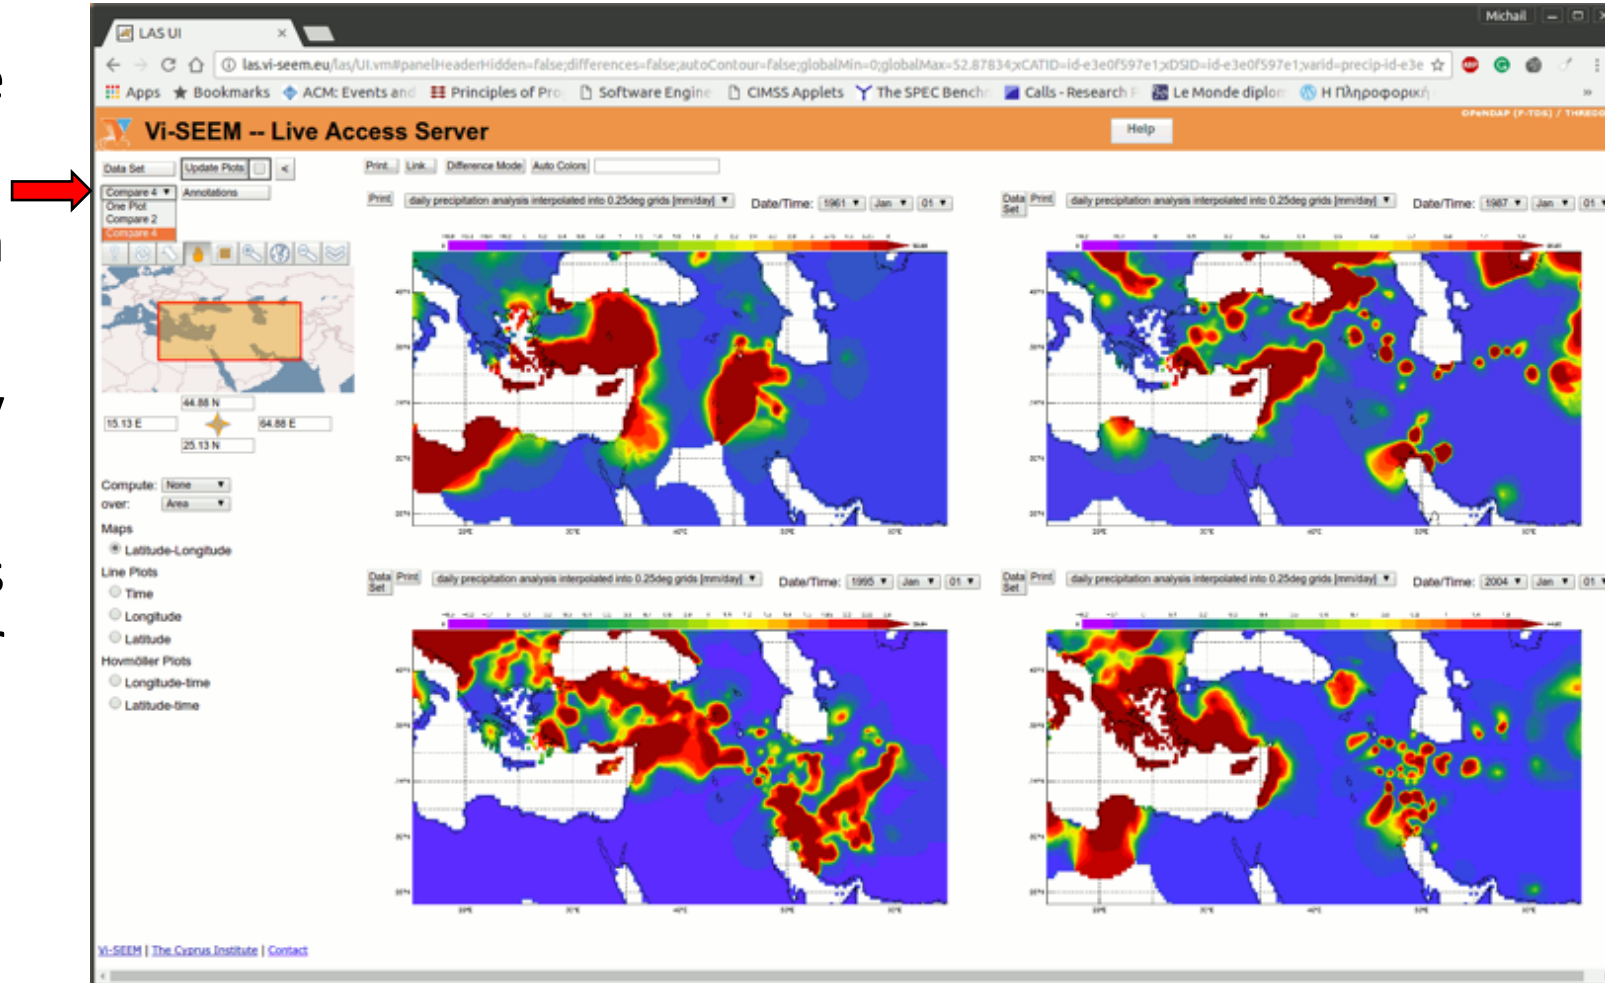 Michail
LAS UI
las.vi-seem.eu/las/UI.vm#panelHeaderHidden=false;differences=false;autoContour=false;globalMin=0;globalMax=52.87834;xCATID=id-e3e0f597e1;xDSID=id-e3e0f597e1;varid=precip-id-e3e
Apps Bookmarks ACM: Events and Principles of Pro Software Engine CIMSS Applets The SPEC Bench Calls - Research Le Monde diplom Η Πληροφορική
OPeNDAP (F-TDS) /
Vi-SEEM -- Live Access Server
Help
Data Set Update Plots < Print... Link... Difference Mode Auto Colors
Compare 4 Annotations
One Plot
Compare 2
Compare 4
Print daily precipitation analysis interpolated into 0.25deg grids [mm/day] Date/Time: 1961 Jan 01
Data Set Print daily precipitation analysis interpolated into 0.25deg grids [mm/day] Date/Time: 1987 Jan 01
44.88 N
15.13 E 64.88 E
25.13 N
Compute: None
over: Area
Maps
Latitude-Longitude
Line Plots
Time
Longitude
Latitude
Hovmöller Plots
Longitude-time
Latitude-time
Data Set Print daily precipitation analysis interpolated into 0.25deg grids [mm/day] Date/Time: 1995 Jan 01
Data Set Print daily precipitation analysis interpolated into 0.25deg grids [mm/day] Date/Time: 2004 Jan 01
Vi-SEEM | The Cyprus Institute | Contact